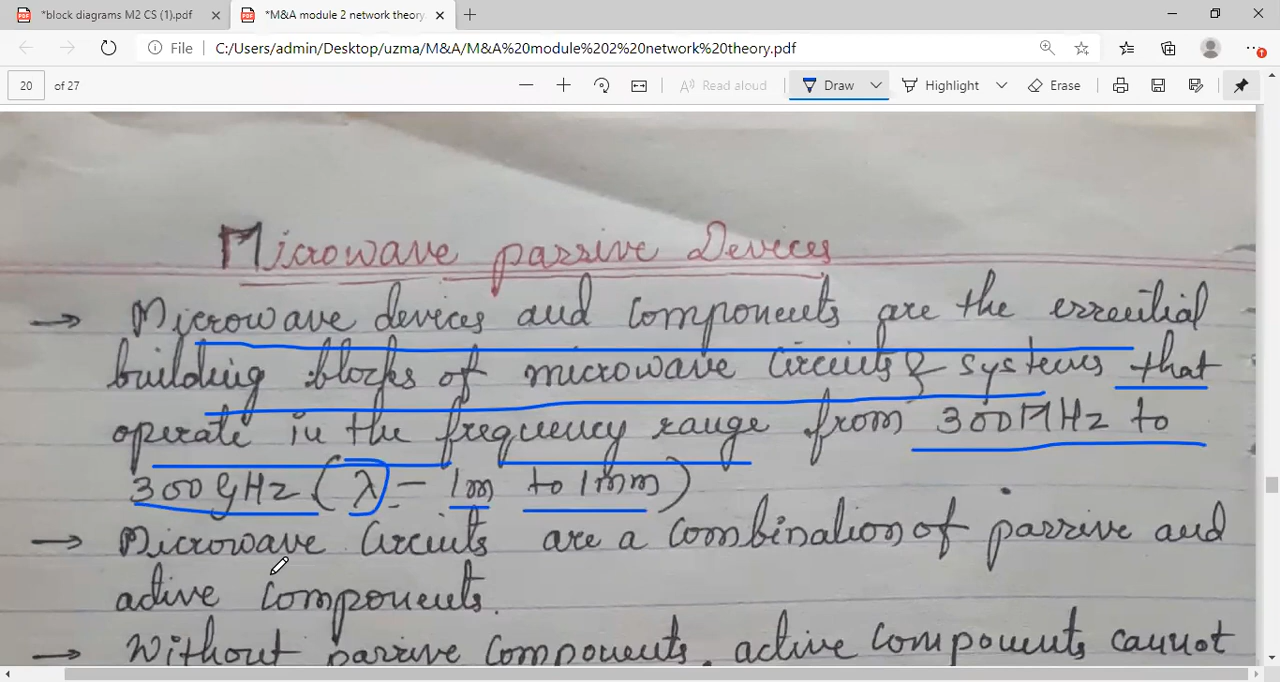 *block diagrams M2 CS (1).pdf
*M&A module 2 network theory.
File
C:/Users/admin/Desktop/uzma/M&A/M&A%20module%202%20network%20theory.pdf
20 of 27
Read aloud
Draw
Highlight
Erase
Microwave passive Devices
→ Microwave devices and components are the essential
building blocks of microwave circuits & systems that
operate in the frequency range from 300MHz to
300GHz (λ = 1m to 1mm)
→ Microwave Circuits are a combination of passive and
active components.
→ Without passive components, active components cannot